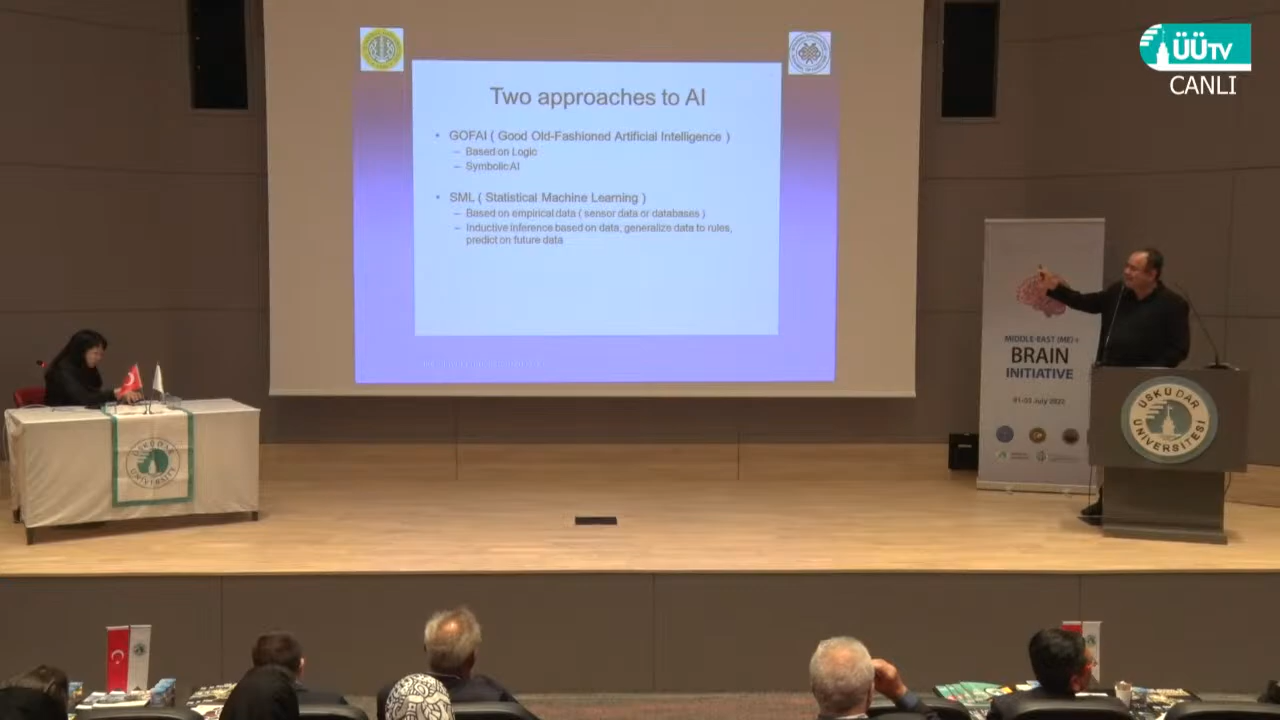 ÜÜTV
CANLI
Two approaches to AI
• GOFAI ( Good Old-Fashioned Artificial Intelligence )
– Based on Logic
– Symbolic AI
• SML ( Statistical Machine Learning )
– Based on empirical data ( sensor data or databases )
– Inductive inference based on data, generalize data to rules,
predict on future data
MIDDLE-EAST (ME)+
BRAIN
INITIATIVE
ÜSKÜDAR
ÜNİVERSİTESİ
ÜSKÜDAR